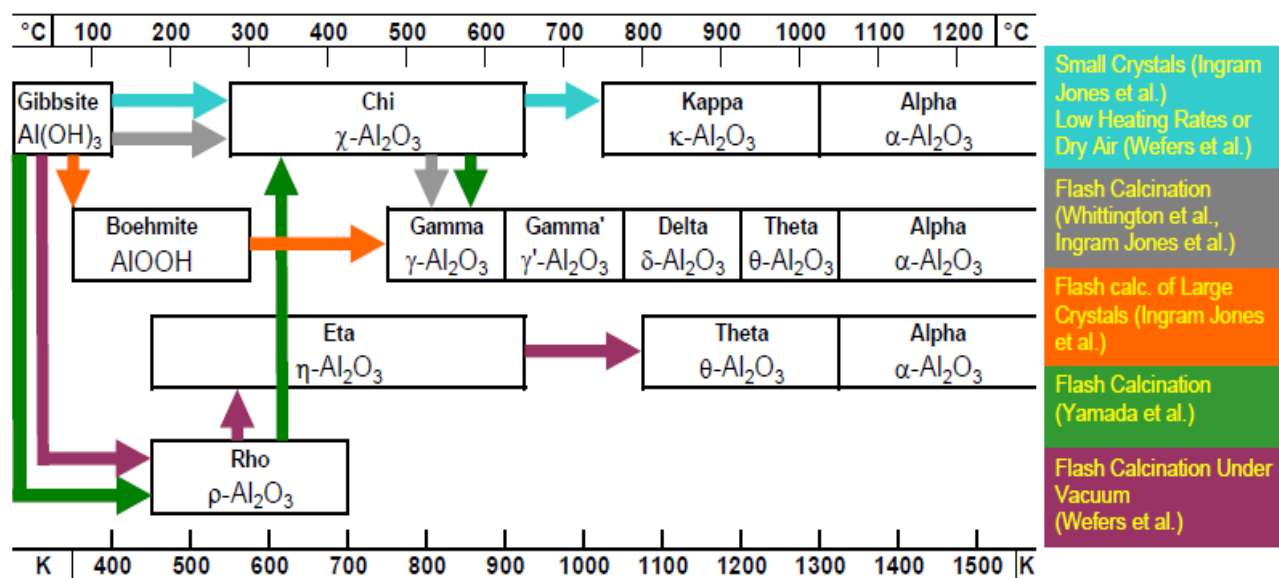 °C 100 200 300 400 500 600 700 800 900 1000 1100 1200 °C
Gibbsite
Al(OH)₃
Chi
χ-Al₂O₃
Kappa
κ-Al₂O₃
Alpha
α-Al₂O₃
Boehmite
AlOOH
Gamma
γ-Al₂O₃
Gamma'
γ'-Al₂O₃
Delta
δ-Al₂O₃
Theta
θ-Al₂O₃
Alpha
α-Al₂O₃
Eta
η-Al₂O₃
Theta
θ-Al₂O₃
Alpha
α-Al₂O₃
Rho
ρ-Al₂O₃
K 400 500 600 700 800 900 1000 1100 1200 1300 1400 1500 K
Small Crystals (Ingram
Jones et al.)
Low Heating Rates or
Dry Air (Wefers et al.)
Flash Calcination
(Whittington et al.,
Ingram Jones et al.)
Flash calc. of Large
Crystals (Ingram Jones
et al.)
Flash Calcination
(Yamada et al.)
Flash Calcination Under
Vacuum
(Wefers et al.)